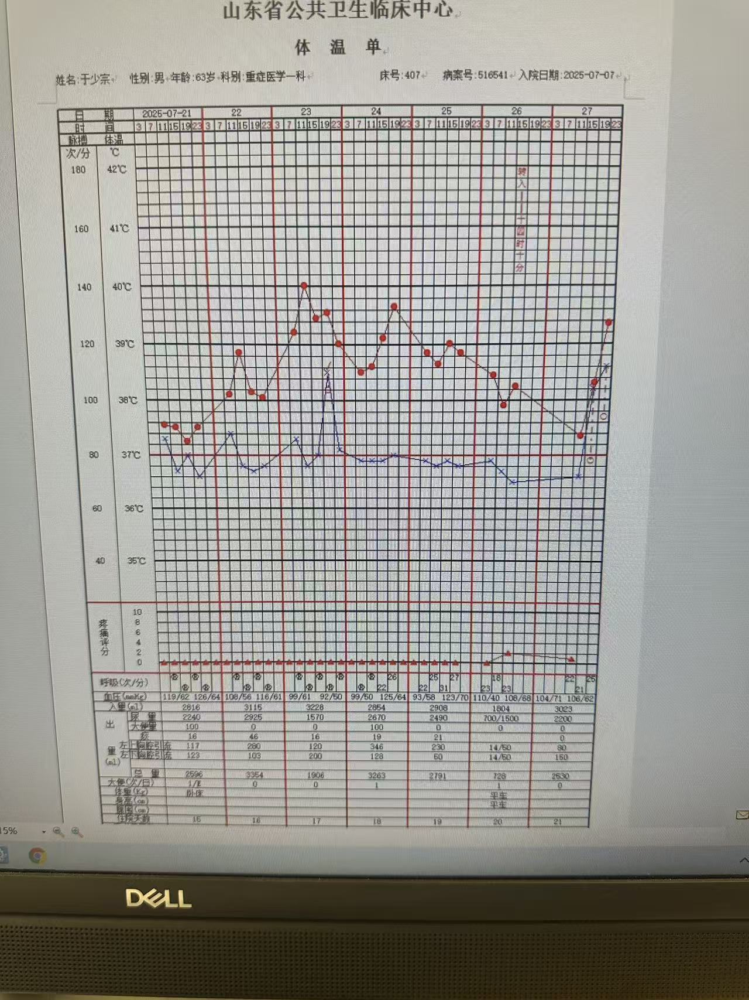 山东省公共卫生临床中心
体 温 单
姓名:于少宗 性别:男 年龄:63岁 科别:重症医学一科 床号:407 病案号:516541 入院日期:2025-07-07
日 期 2025-07-21 22 23 24 25 26 27
时 间 3 7 11 15 19 23 3 7 11 15 19 23 3 7 11 15 19 23 3 7 11 15 19 23 3 7 11 15 19 23 3 7 11 15 19 23 3 7 11 15 19 23
脉搏 体温
次/分 ℃
180 42℃
160 41℃
140 40℃
120 39℃
100 38℃
80 37℃
60 36℃
40 35℃
转入——十四时十分
疼痛评分
10
8
6
4
2
0
呼吸(次/分) ® ® ® ® ® ® ® ® ® ® ® ® ® ® 22 26 22 25 31 27 23 18 23 22 21 25
血压(mmHg) 119/62 126/64 108/56 116/61 99/61 92/50 99/50 125/64 93/58 123/70 110/40 108/68 104/71 106/62
入量(ml) 2616 3115 3228 2854 2908 1804 3023
出量(ml)
尿 量 2240 2925 1570 2670 2490 700/1500 2200
大便量 100 0 0 100 0 0 0
痰 16 46 16 19 21 0
左上胸腔引流 117 280 120 346 230 14/50 80
左下胸腔引流 123 103 200 128 60 14/50 150
总 量 2596 3354 1906 3263 2791 728 2630
大便(次/日) 1/E 0 0 1 0 1 0
体重(Kg) 卧床 平车
身高(cm) 平车
腹围(cm)
住院天数 15 16 17 18 19 20 21
15%
DELL